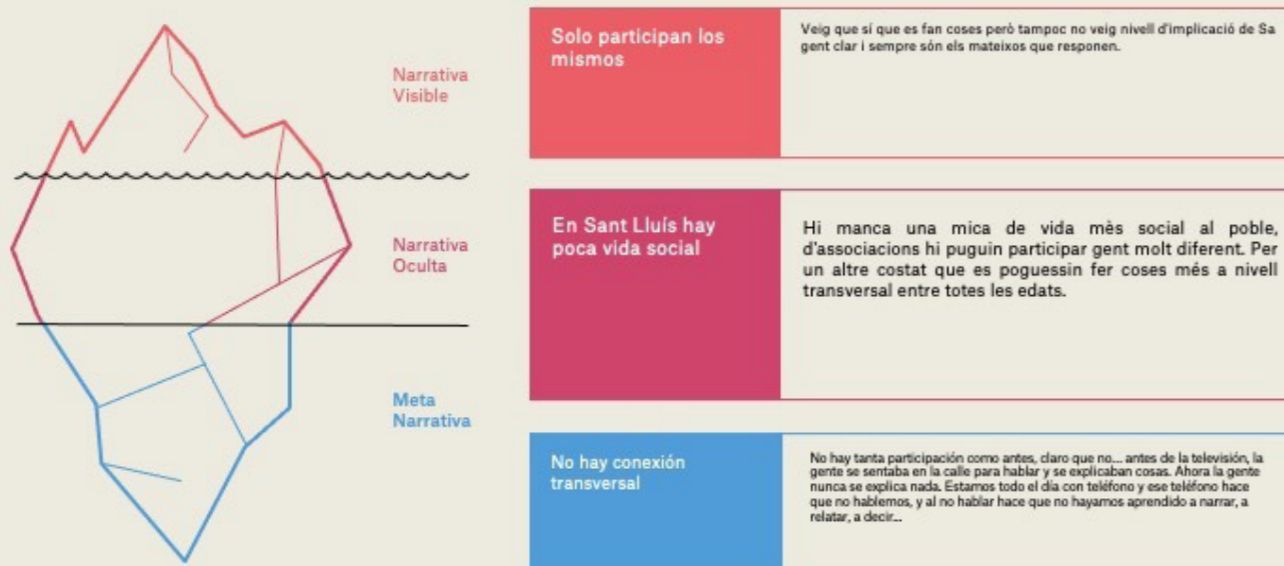 Narrativa
Visible
Solo participan los
mismos
Veig que sí que es fan coses però tampoc no veig nivell d'implicació de Sa
gent clar i sempre són els mateixos que responen.
Narrativa
Oculta
En Sant Lluís hay
poca vida social
Hi manca una mica de vida mès social al poble,
d'associacions hi puguin participar gent molt diferent. Per
un altre costat que es poguessin fer coses més a nivell
transversal entre totes les edats.
Meta
Narrativa
No hay conexión
transversal
No hay tanta participación como antes, claro que no... antes de la televisión, la
gente se sentaba en la calle para hablar y se explicaban cosas. Ahora la gente
nunca se explica nada. Estamos todo el día con teléfono y ese teléfono hace
que no hablemos, y al no hablar hace que no hayamos aprendido a narrar, a
relatar, a decir...